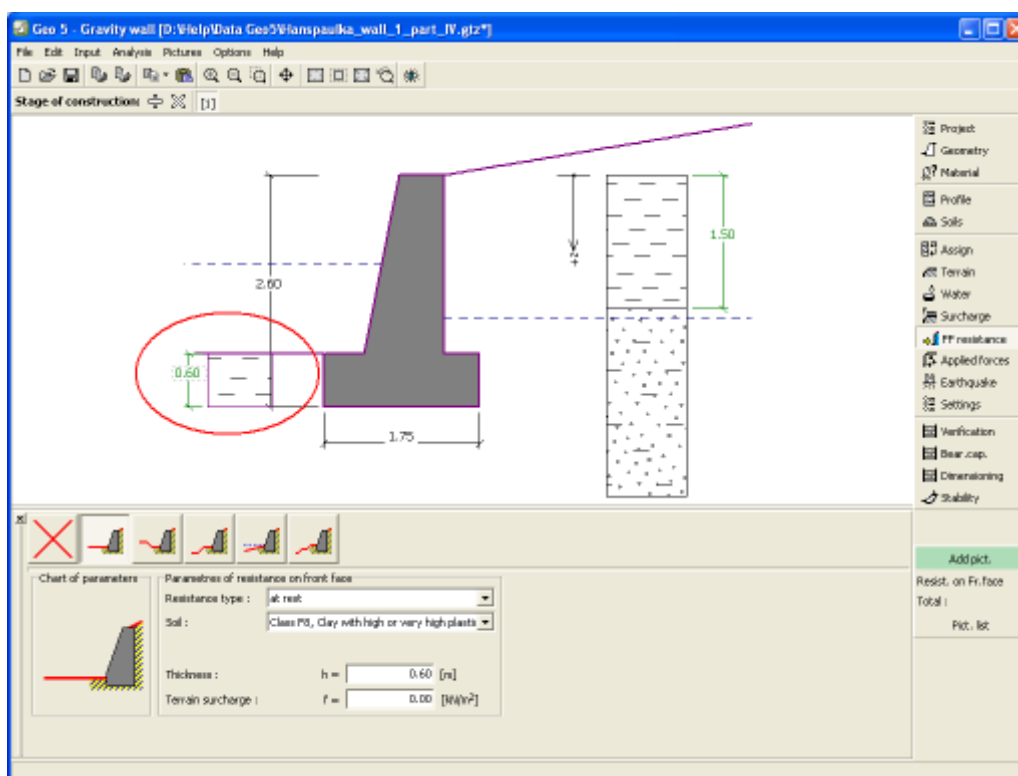 Geo 5 - Gravity wall [D:\Help\Data Geo5\Hanspaulka_wall_1_part_IV.gtz*]
File Edit Input Analysis Pictures Options Help
Stage of construction: [1]
2.60
0.60
1.75
+z
1.50
Project
Geometry
Material
Profile
Soils
Assign
Terrain
Water
Surcharge
FF resistance
Applied forces
Earthquake
Settings
Verification
Bear.cap.
Dimensioning
Stability
Chart of parameters
Parametres of resistance on front face
Resistance type : at rest
Soil : Class F8, Clay with high or very high plasti
Thickness : h = 0.60 [m]
Terrain surcharge : f = 0.00 [kN/m²]
Add pict.
Resist. on Fr.face
Total :
Pict. list